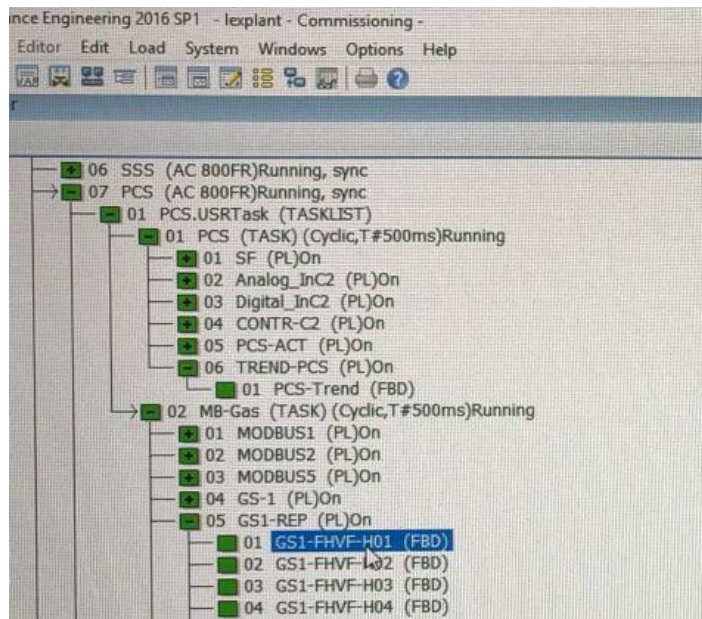 nce Engineering 2016 SP1 - lexplant - Commissioning -
Editor Edit Load System Windows Options Help
VAR
r
06 SSS (AC 800FR)Running, sync
07 PCS (AC 800FR)Running, sync
01 PCS.USRTask (TASKLIST)
01 PCS (TASK) (Cyclic,T#500ms)Running
01 SF (PL)On
02 Analog_InC2 (PL)On
03 Digital_InC2 (PL)On
04 CONTR-C2 (PL)On
05 PCS-ACT (PL)On
06 TREND-PCS (PL)On
01 PCS-Trend (FBD)
02 MB-Gas (TASK) (Cyclic,T#500ms)Running
01 MODBUS1 (PL)On
02 MODBUS2 (PL)On
03 MODBUS5 (PL)On
04 GS-1 (PL)On
05 GS1-REP (PL)On
01 GS1-FHVF-H01 (FBD)
02 GS1-FHVF-H02 (FBD)
03 GS1-FHVF-H03 (FBD)
04 GS1-FHVF-H04 (FBD)